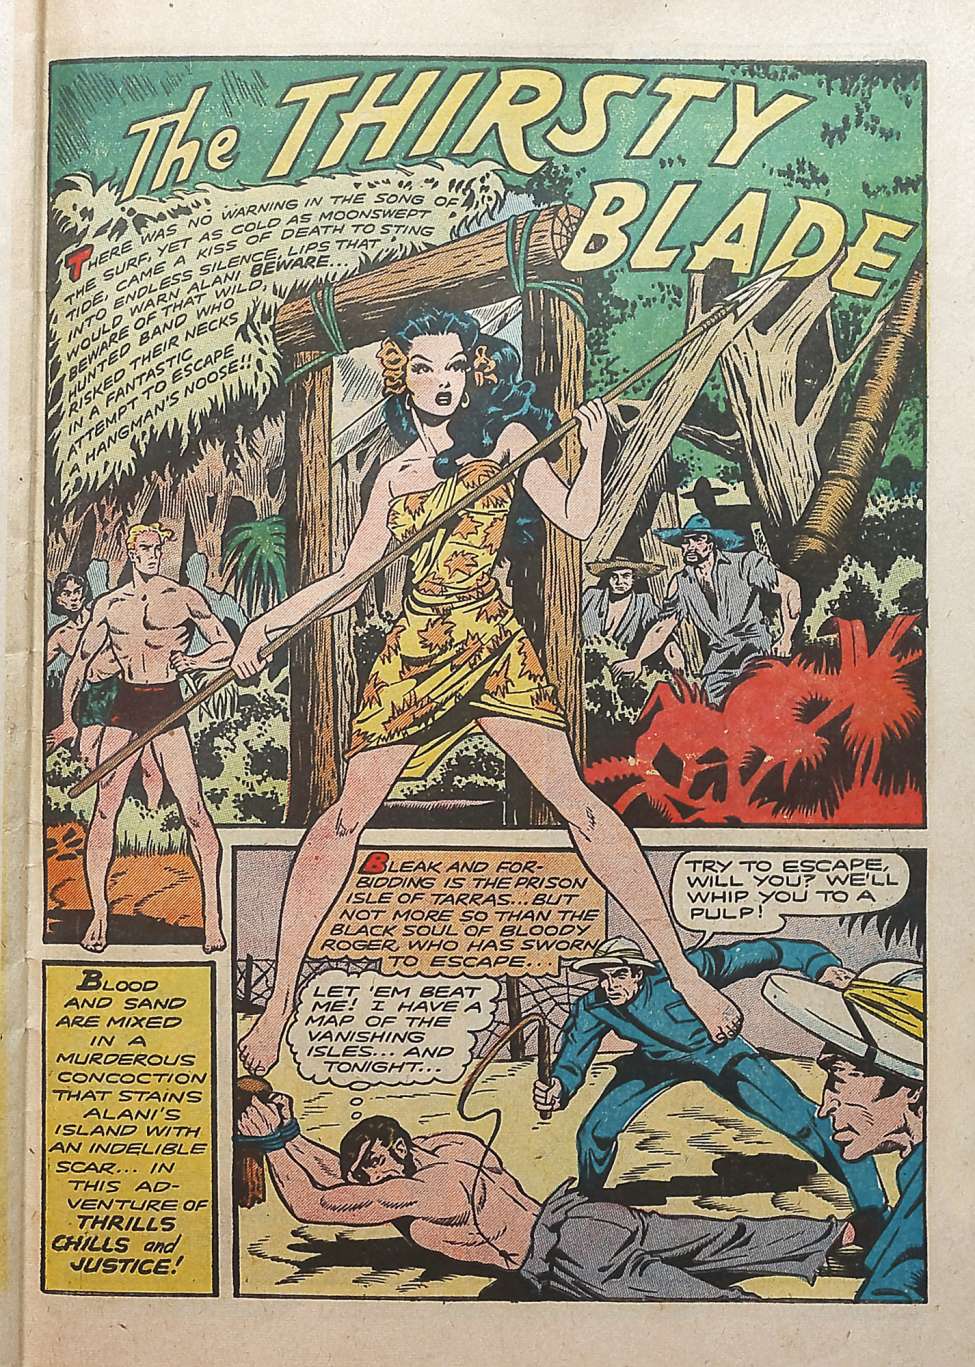 The THIRSTY
BLADE
THERE WAS NO WARNING IN THE SONG OF
THE SURF, YET AS COLD AS MOONSWEPT
TIDE, CAME A KISS OF DEATH TO STING
INTO ENDLESS SILENCE, LIPS THAT
WOULD WARN ALANI BEWARE...
BEWARE OF THAT WILD,
HUNTED BAND WHO
RISKED THEIR NECKS
IN A FANTASTIC
ATTEMPT TO ESCAPE
A HANGMAN'S NOOSE!!
BLOOD
AND SAND
ARE MIXED
IN A
MURDEROUS
CONCOCTION
THAT STAINS
ALANI'S
ISLAND WITH
AN INDELIBLE
SCAR... IN
THIS AD-
VENTURE OF
THRILLS
CHILLS and
JUSTICE!
BLEAK AND FOR-
BIDDING IS THE PRISON
ISLE OF TARRAS... BUT
NOT MORE SO THAN THE
BLACK SOUL OF BLOODY
ROGER, WHO HAS SWORN
TO ESCAPE...
TRY TO ESCAPE,
WILL YOU? WE'LL
WHIP YOU TO A
PULP!
LET 'EM BEAT
ME! I HAVE A
MAP OF THE
VANISHING
ISLES... AND
TONIGHT...